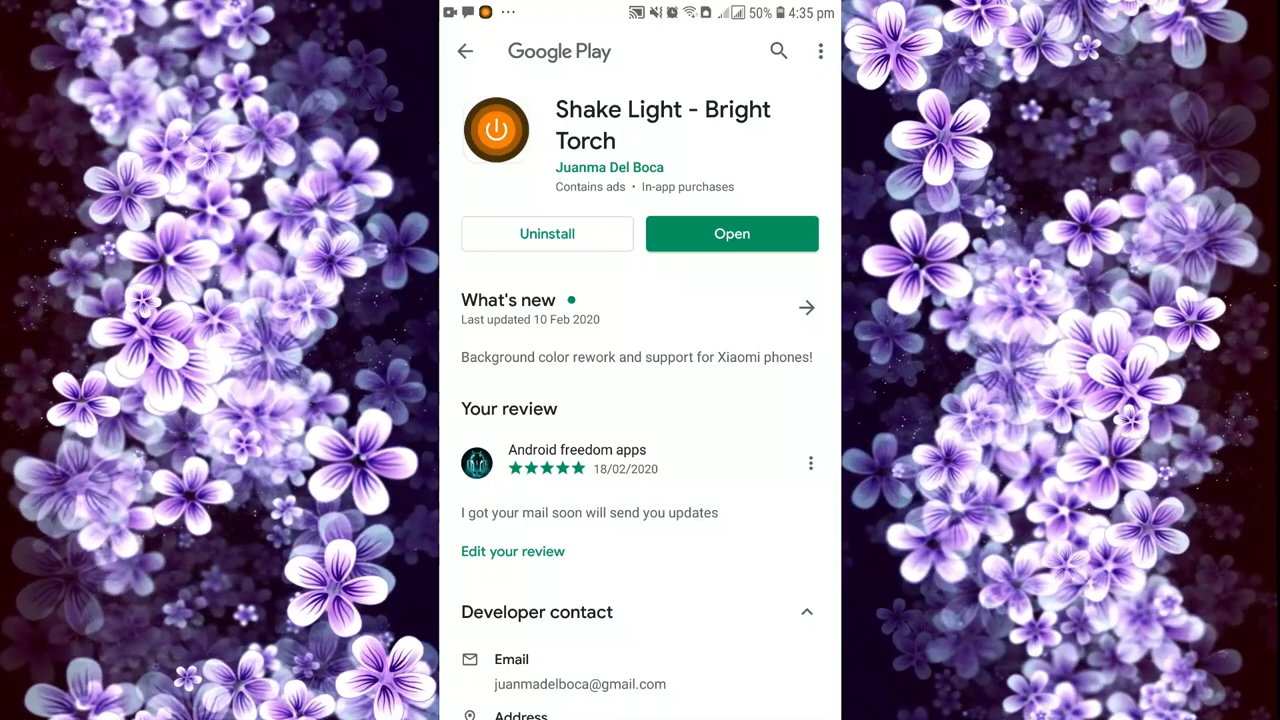 50% 4:35 pm
Google Play
Shake Light - Bright
Torch
Juanma Del Boca
Contains ads • In-app purchases
Uninstall
Open
What's new
Last updated 10 Feb 2020
Background color rework and support for Xiaomi phones!
Your review
Android freedom apps
18/02/2020
I got your mail soon will send you updates
Edit your review
Developer contact
Email
juanmadelboca@gmail.com
Address